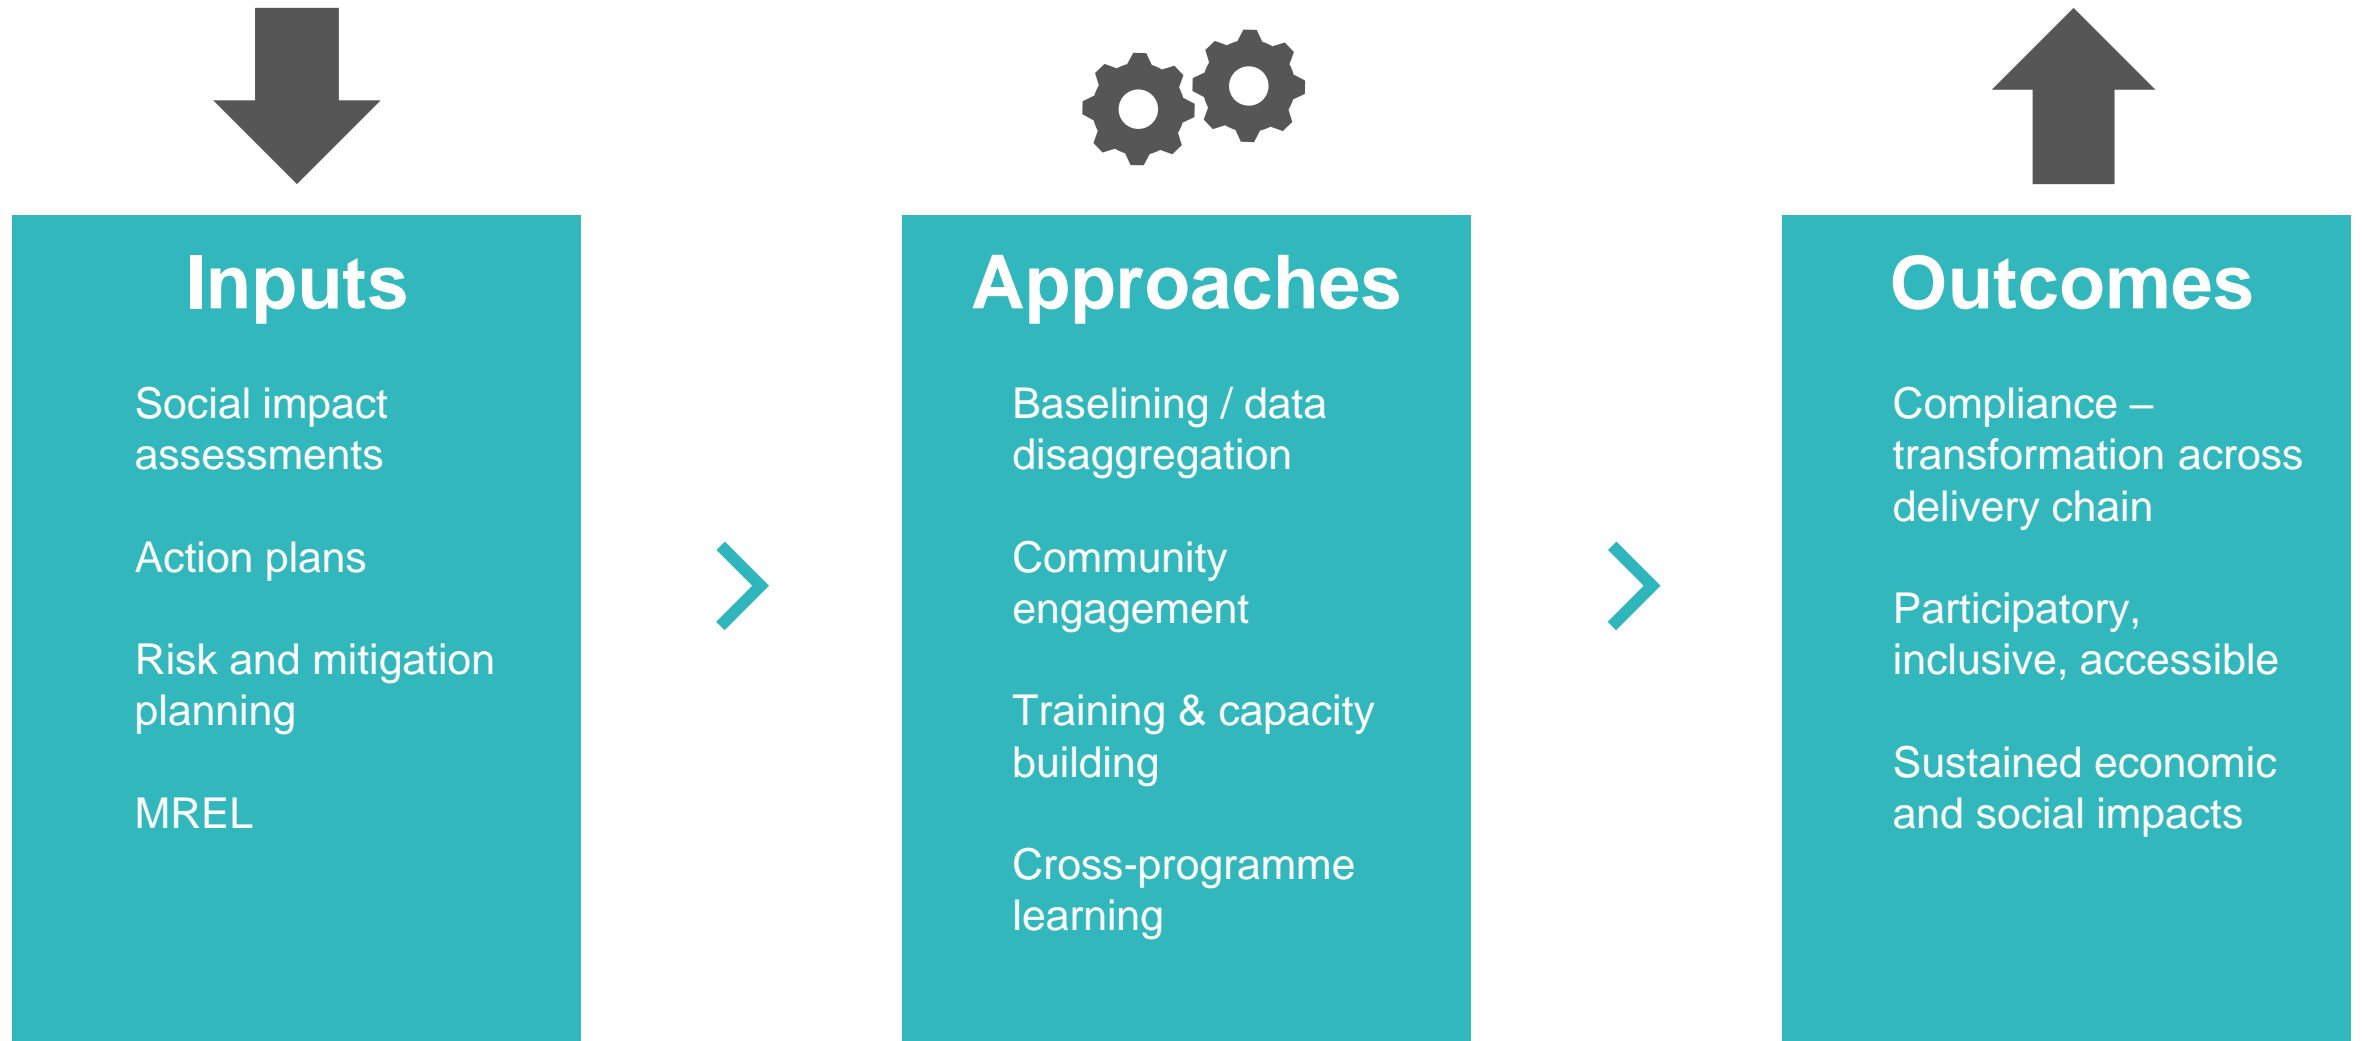 Inputs
Social impact
assessments
Action plans
Risk and mitigation
planning
MREL
Approaches
Baselining / data
disaggregation
Community
engagement
Training & capacity
building
Cross-programme
learning
Outcomes
Compliance –
transformation across
delivery chain
Participatory,
inclusive, accessible
Sustained economic
and social impacts